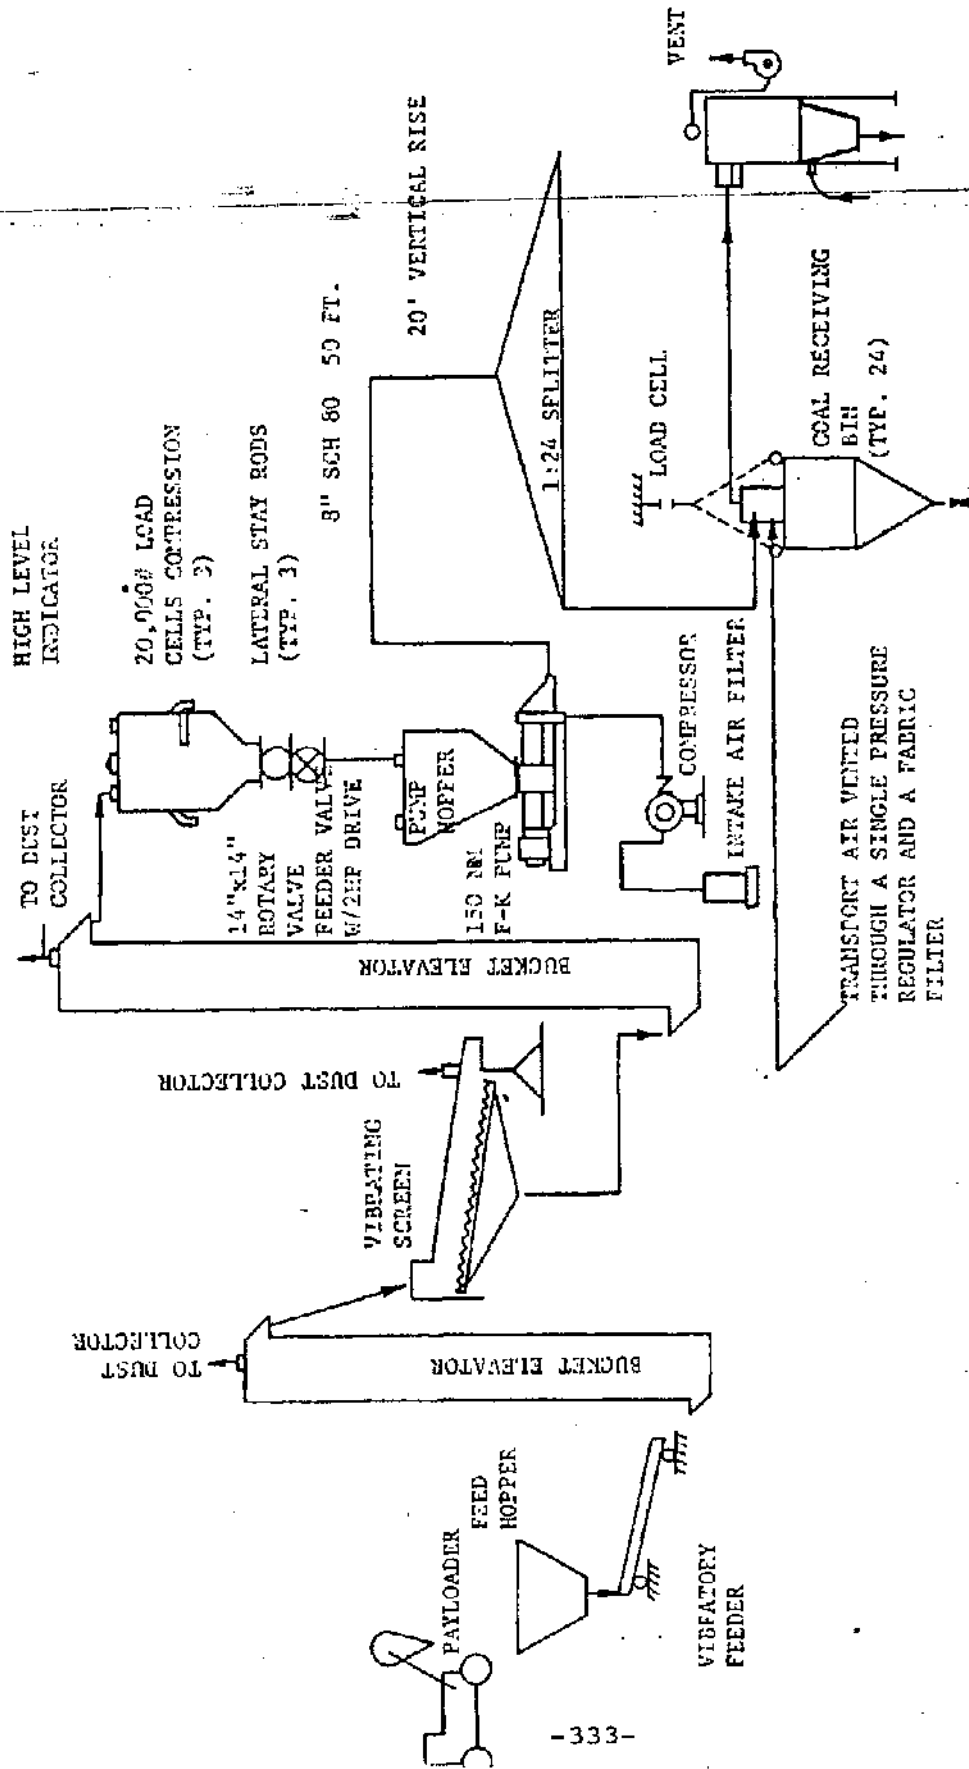 PAYLOADER
FEED
HOPPER
VIBFATORY
FEEDER
TO DUST
COLLECTOR
BUCKET ELEVATOR
VIBRATING
SCREEN
TO DUST COLLECTOR
BUCKET ELEVATOR
TO DUST
COLLECTOR
HIGH LEVEL
INDICATOR
20,000# LOAD
CELLS COMPRESSION
(TYP. 3)
LATERAL STAY RODS
(TYP. 3)
14"x14"
ROTARY
VALVE
FEEDER VALVE
W/2HP DRIVE
PUMP
HOPPER
150 MM
F-K PUMP
COMPRESSOR
INTAKE AIR FILTER
8" SCH 80 50 FT.
20' VERTICAL RISE
1:24 SPLITTER
LOAD CELL
COAL RECEIVING
BIN
(TYP. 24)
VENT
TRANSPORT AIR VENTED
THROUGH A SINGLE PRESSURE
REGULATOR AND A FABRIC
FILTER
-333-